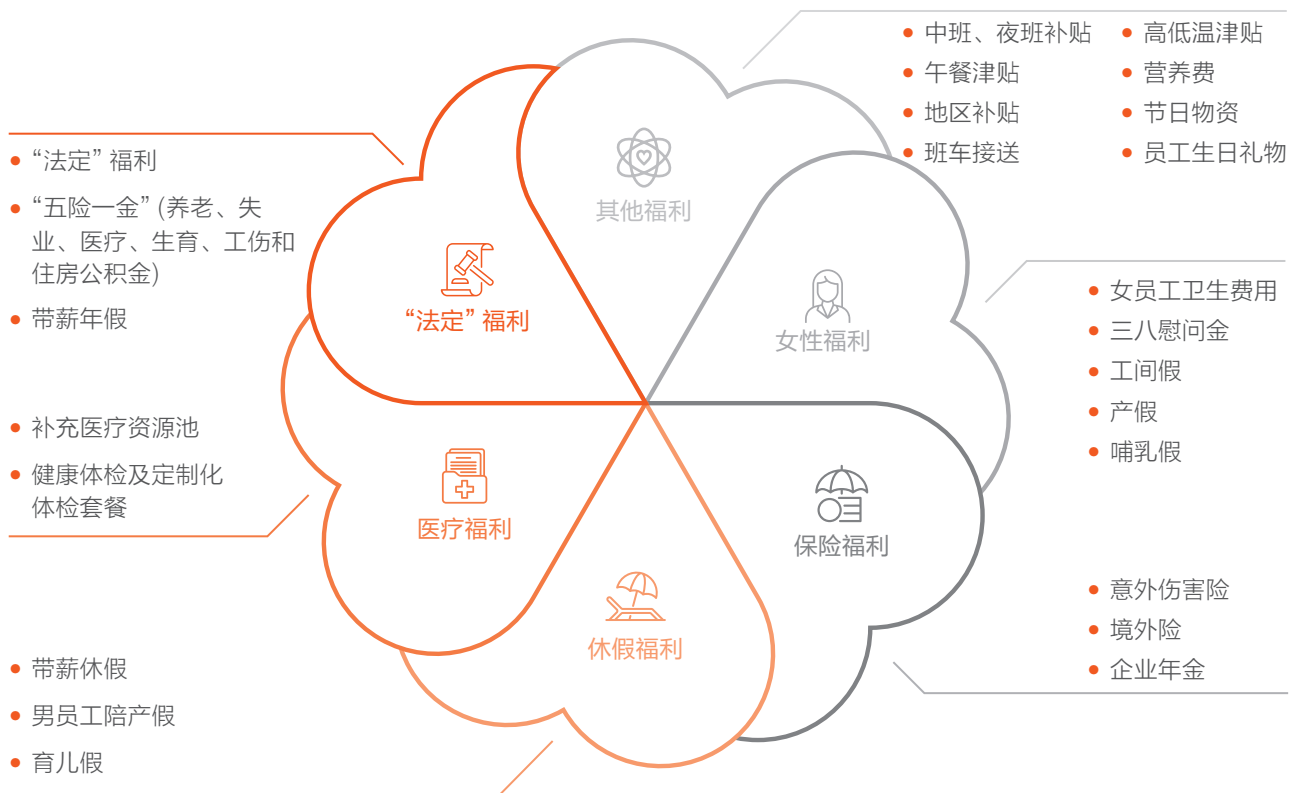 中班、夜班补贴
午餐津贴
地区补贴
班车接送
高低温津贴
营养费
节日物资
员工生日礼物
“法定” 福利
“五险一金” (养老、失
业、医疗、生育、工伤和
住房公积金)
带薪年假
其他福利
“法定” 福利
女性福利
女员工卫生费用
三八慰问金
工间假
产假
哺乳假
补充医疗资源池
健康体检及定制化
体检套餐
医疗福利
保险福利
休假福利
意外伤害险
境外险
企业年金
带薪休假
男员工陪产假
育儿假